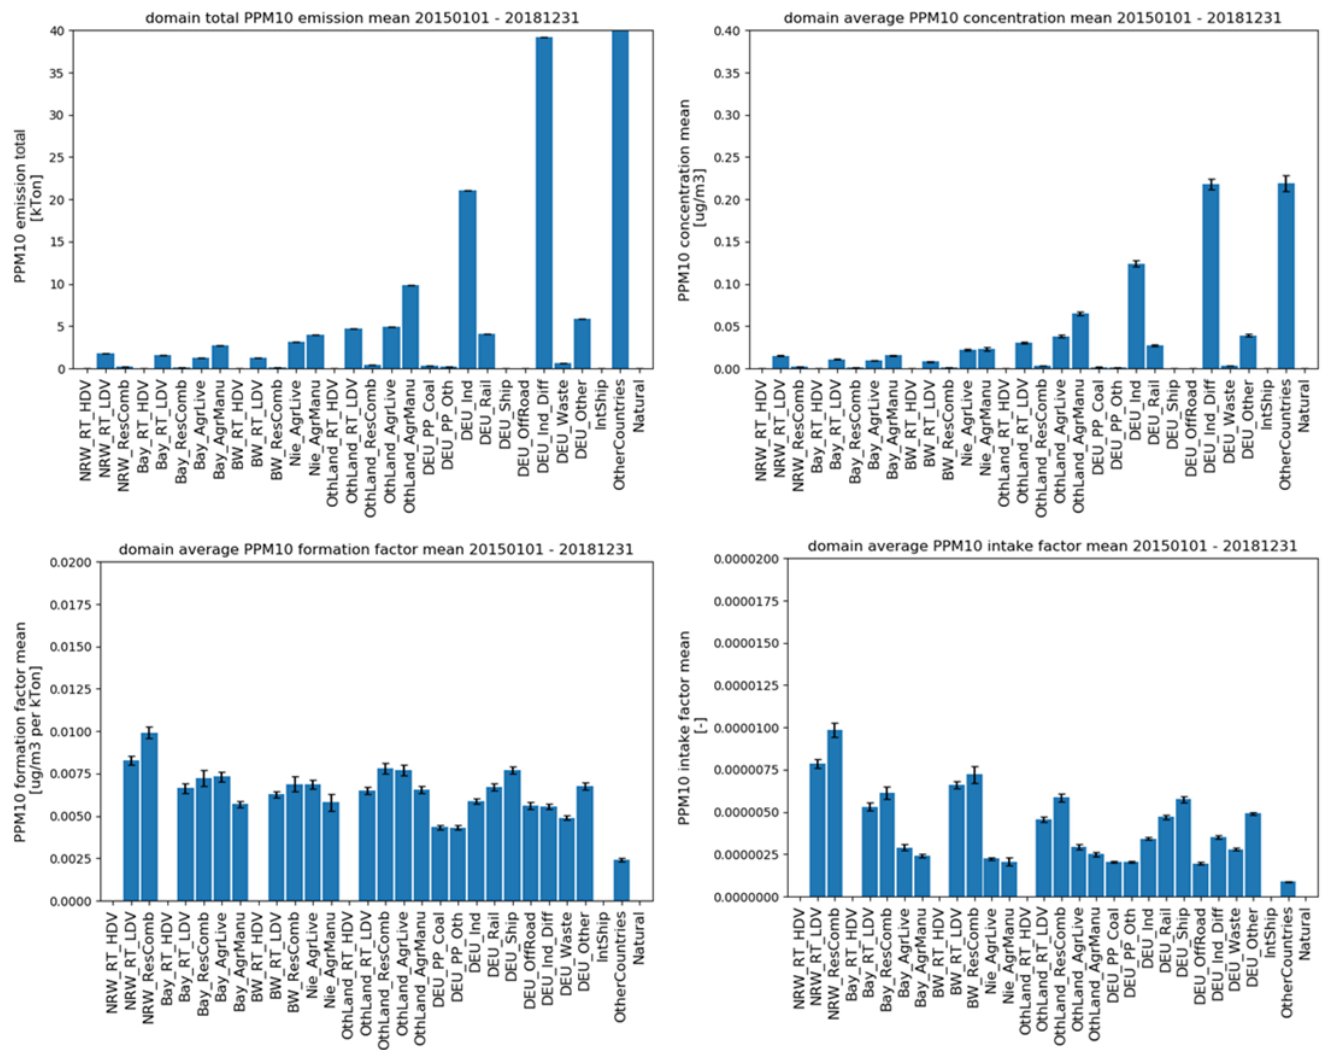 domain total PPM10 emission mean 20150101 - 20181231
PPM10 emission total
[kTon]
40
35
30
25
20
15
10
5
0
NRW_RT_HDV
NRW_RT_LDV
NRW_ResComb
Bay_RT_HDV
Bay_RT_LDV
Bay_ResComb
Bay_AgrLive
Bay_AgrManu
BW_RT_HDV
BW_RT_LDV
BW_ResComb
Nie_AgrLive
Nie_AgrManu
OthLand_RT_HDV
OthLand_RT_LDV
OthLand_ResComb
OthLand_AgrLive
OthLand_AgrManu
DEU_PP_Coal
DEU_PP_Oth
DEU_Ind
DEU_Rail
DEU_Ship
DEU_OffRoad
DEU_Ind_Diff
DEU_Waste
DEU_Other
IntShip
OtherCountries
Natural
domain average PPM10 concentration mean 20150101 - 20181231
PPM10 concentration mean
[ug/m3]
0.40
0.35
0.30
0.25
0.20
0.15
0.10
0.05
0.00
NRW_RT_HDV
NRW_RT_LDV
NRW_ResComb
Bay_RT_HDV
Bay_RT_LDV
Bay_ResComb
Bay_AgrLive
Bay_AgrManu
BW_RT_HDV
BW_RT_LDV
BW_ResComb
Nie_AgrLive
Nie_AgrManu
OthLand_RT_HDV
OthLand_RT_LDV
OthLand_ResComb
OthLand_AgrLive
OthLand_AgrManu
DEU_PP_Coal
DEU_PP_Oth
DEU_Ind
DEU_Rail
DEU_Ship
DEU_OffRoad
DEU_Ind_Diff
DEU_Waste
DEU_Other
IntShip
OtherCountries
Natural
domain average PPM10 formation factor mean 20150101 - 20181231
PPM10 formation factor mean
[ug/m3 per kTon]
0.0200
0.0175
0.0150
0.0125
0.0100
0.0075
0.0050
0.0025
0.0000
NRW_RT_HDV
NRW_RT_LDV
NRW_ResComb
Bay_RT_HDV
Bay_RT_LDV
Bay_ResComb
Bay_AgrLive
Bay_AgrManu
BW_RT_HDV
BW_RT_LDV
BW_ResComb
Nie_AgrLive
Nie_AgrManu
OthLand_RT_HDV
OthLand_RT_LDV
OthLand_ResComb
OthLand_AgrLive
OthLand_AgrManu
DEU_PP_Coal
DEU_PP_Oth
DEU_Ind
DEU_Rail
DEU_Ship
DEU_OffRoad
DEU_Ind_Diff
DEU_Waste
DEU_Other
IntShip
OtherCountries
Natural
domain average PPM10 intake factor mean 20150101 - 20181231
PPM10 intake factor mean
[-]
0.0000200
0.0000175
0.0000150
0.0000125
0.0000100
0.0000075
0.0000050
0.0000025
0.0000000
NRW_RT_HDV
NRW_RT_LDV
NRW_ResComb
Bay_RT_HDV
Bay_RT_LDV
Bay_ResComb
Bay_AgrLive
Bay_AgrManu
BW_RT_HDV
BW_RT_LDV
BW_ResComb
Nie_AgrLive
Nie_AgrManu
OthLand_RT_HDV
OthLand_RT_LDV
OthLand_ResComb
OthLand_AgrLive
OthLand_AgrManu
DEU_PP_Coal
DEU_PP_Oth
DEU_Ind
DEU_Rail
DEU_Ship
DEU_OffRoad
DEU_Ind_Diff
DEU_Waste
DEU_Other
IntShip
OtherCountries
Natural